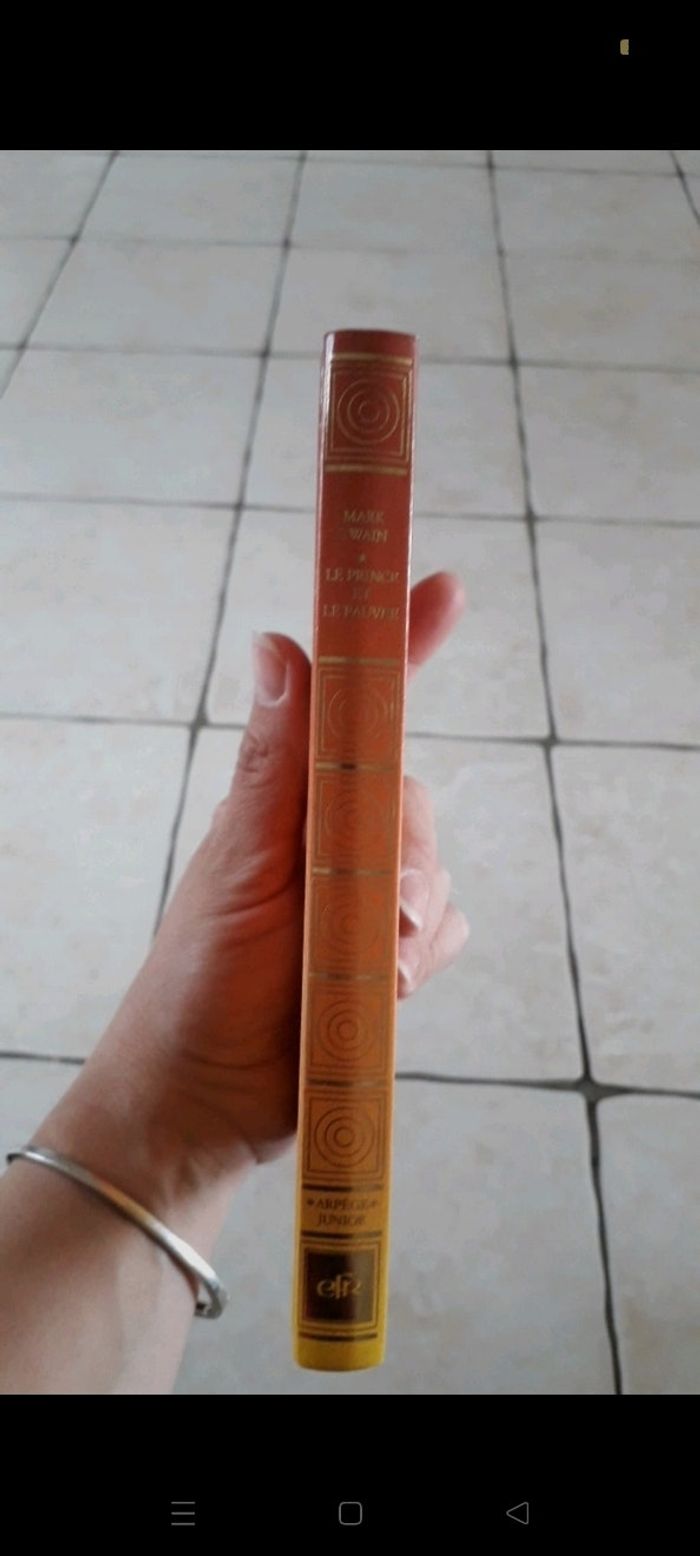 MARK
TWAIN
*
LE PRINCE
ET
LE PAUVRE
*ARPÈGE*
JUNIOR
efR